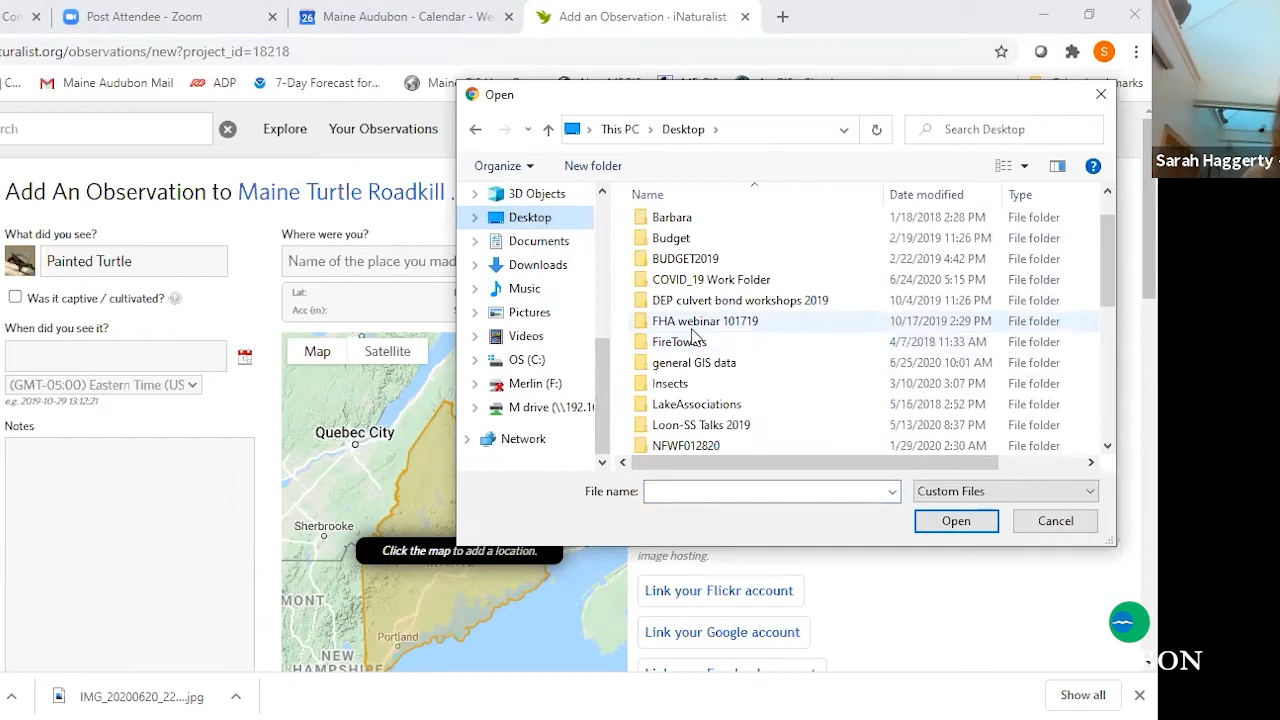 Post Attendee - Zoom
Maine Audubon - Calendar - We
Add an Observation · iNaturalist
uralist.org/observations/new?project_id=18218
S
C...
Maine Audubon Mail
ADP
7-Day Forecast for...
Open
rch
Explore
Your Observations
This PC
Desktop
Search Desktop
Sarah Haggerty
Organize
New folder
Add An Observation to Maine Turtle Roadkill
3D Objects
Desktop
Documents
Downloads
Music
Pictures
Videos
OS (C:)
Merlin (F:)
M drive (\\192.16
Network
Name
Date modified
Type
Barbara
1/18/2018 2:28 PM
File folder
Budget
2/19/2019 11:26 PM
File folder
BUDGET2019
2/22/2019 4:42 PM
File folder
COVID_19 Work Folder
6/24/2020 5:15 PM
File folder
DEP culvert bond workshops 2019
10/4/2019 11:26 PM
File folder
FHA webinar 101719
10/17/2019 2:29 PM
File folder
FireTowers
4/7/2018 11:33 AM
File folder
general GIS data
6/25/2020 10:01 AM
File folder
Insects
3/10/2020 3:07 PM
File folder
LakeAssociations
5/16/2018 2:52 PM
File folder
Loon-SS Talks 2019
5/13/2019 8:37 PM
File folder
NFWF012820
1/29/2020 2:30 AM
File folder
File name:
Custom Files
Open
Cancel
What did you see?
Painted Turtle
Was it captive / cultivated?
When did you see it?
(GMT-05:00) Eastern Time (US
e.g. 2019-10-29 13:12:21
Notes
Where were you?
Name of the place you mad
Lat:
Acc (m):
Map
Satellite
Quebec City
Sherbrooke
Click the map to add a location.
MONT
Portland
NEW
HAMPSHIRE
image hosting.
Link your Flickr account
Link your Google account
ON
IMG_20200620_22....jpg
Show all